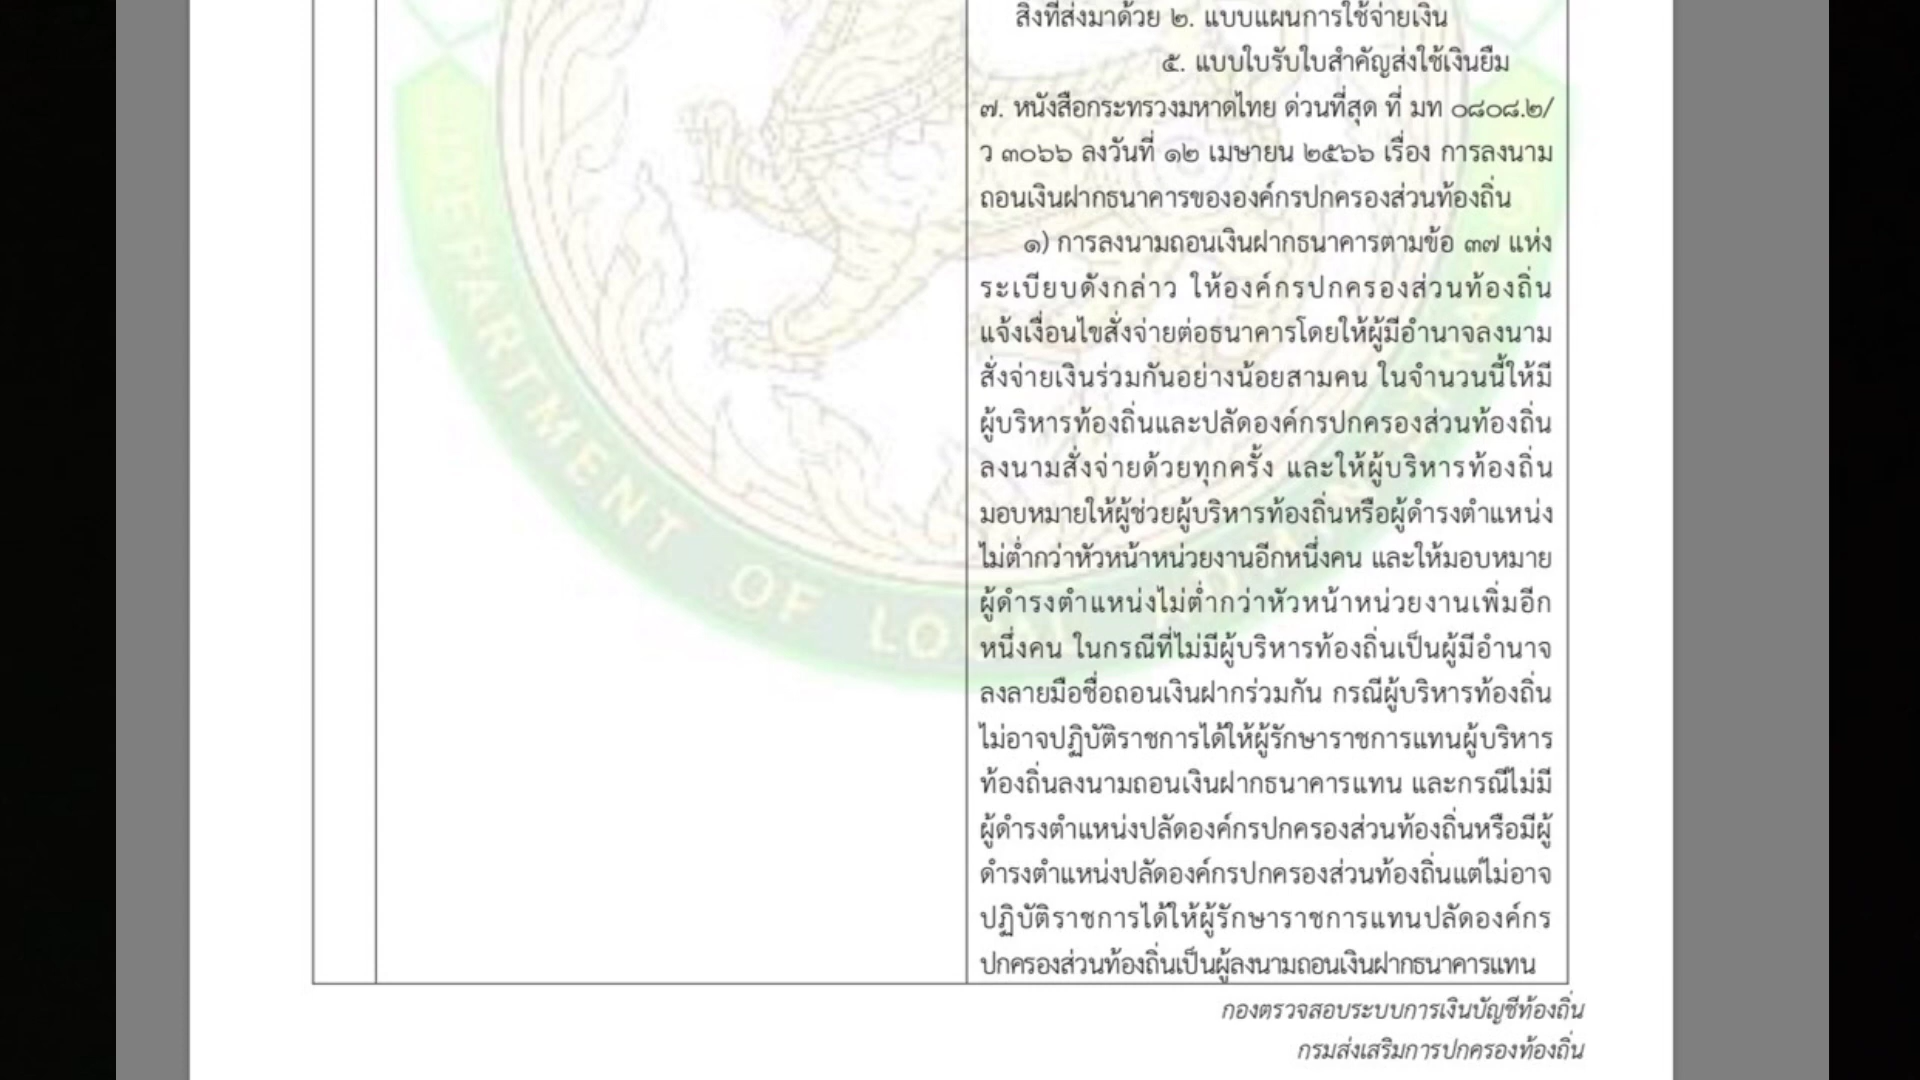 สิ่งที่ส่งมาด้วย ๒. แบบแผนการใช้จ่ายเงิน
๕. แบบใบรับใบสำคัญส่งใช้เงินยืม
๗. หนังสือกระทรวงมหาดไทย ด่วนที่สุด ที่ มท ๐๘๐๘.๒/
ว ๓๐๖๖ ลงวันที่ ๑๒ เมษายน ๒๕๖๖ เรื่อง การลงนาม
ถอนเงินฝากธนาคารขององค์กรปกครองส่วนท้องถิ่น
๑) การลงนามถอนเงินฝากธนาคารตามข้อ ๓๗ แห่ง
ระเบียบดังกล่าว ให้องค์กรปกครองส่วนท้องถิ่น
แจ้งเงื่อนไขสั่งจ่ายต่อธนาคารโดยให้ผู้มีอำนาจลงนาม
สั่งจ่ายเงินร่วมกันอย่างน้อยสามคน ในจำนวนนี้ให้มี
ผู้บริหารท้องถิ่นและปลัดองค์กรปกครองส่วนท้องถิ่น
ลงนามสั่งจ่ายด้วยทุกครั้ง และให้ผู้บริหารท้องถิ่น
มอบหมายให้ผู้ช่วยผู้บริหารท้องถิ่นหรือผู้ดำรงตำแหน่ง
ไม่ต่ำกว่าหัวหน้าหน่วยงานอีกหนึ่งคน และให้มอบหมาย
ผู้ดำรงตำแหน่งไม่ต่ำกว่าหัวหน้าหน่วยงานเพิ่มอีก
หนึ่งคน ในกรณีที่ไม่มีผู้บริหารท้องถิ่นเป็นผู้มีอำนาจ
ลงลายมือชื่อถอนเงินฝากร่วมกัน กรณีผู้บริหารท้องถิ่น
ไม่อาจปฏิบัติราชการได้ให้ผู้รักษาราชการแทนผู้บริหาร
ท้องถิ่นลงนามถอนเงินฝากธนาคารแทน และกรณีไม่มี
ผู้ดำรงตำแหน่งปลัดองค์กรปกครองส่วนท้องถิ่นหรือมีผู้
ดำรงตำแหน่งปลัดองค์กรปกครองส่วนท้องถิ่นแต่ไม่อาจ
ปฏิบัติราชการได้ให้ผู้รักษาราชการแทนปลัดองค์กร
ปกครองส่วนท้องถิ่นเป็นผู้ลงนามถอนเงินฝากธนาคารแทน
DEPARTMENT OF LOCAL
กองตรวจสอบระบบการเงินบัญชีท้องถิ่น
กรมส่งเสริมการปกครองท้องถิ่น